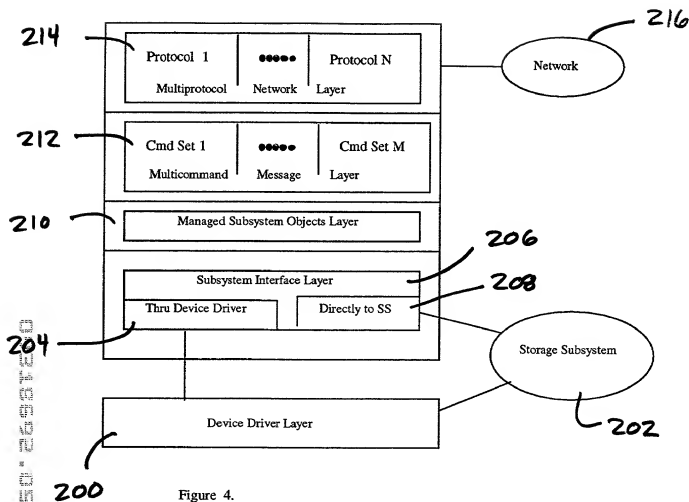 214
216
Protocol 1
Protocol N
Network
Multiprotocol Network Layer
212
Cmd Set 1
Cmd Set M
Multicommand Message Layer
210
Managed Subsystem Objects Layer
206
Subsystem Interface Layer
208
Thru Device Driver
Directly to SS
204
Storage Subsystem
202
Device Driver Layer
200
Figure 4.